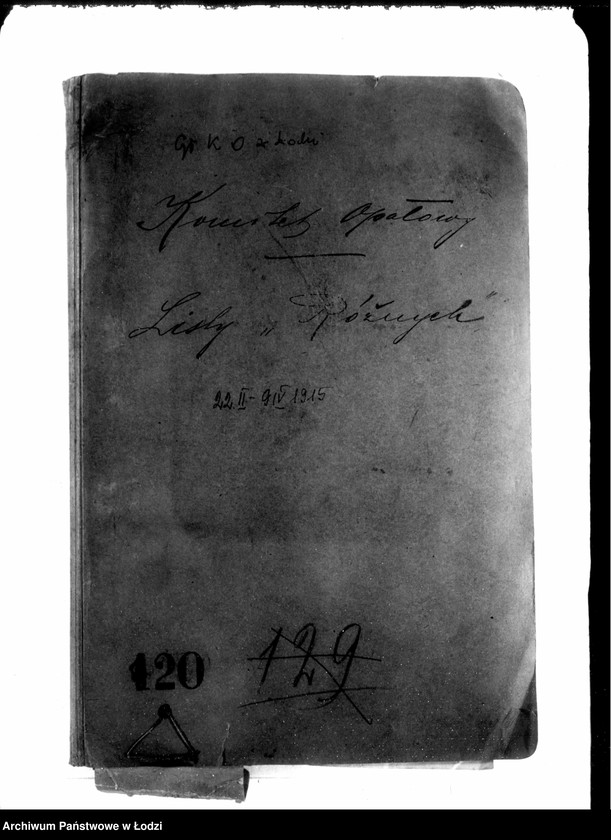 Gł K O w Łodzi
Komitet Opałowy
Listy „Różnych”
22 II - 9 IV 1915
120
129
Archiwum Państwowe w Łodzi